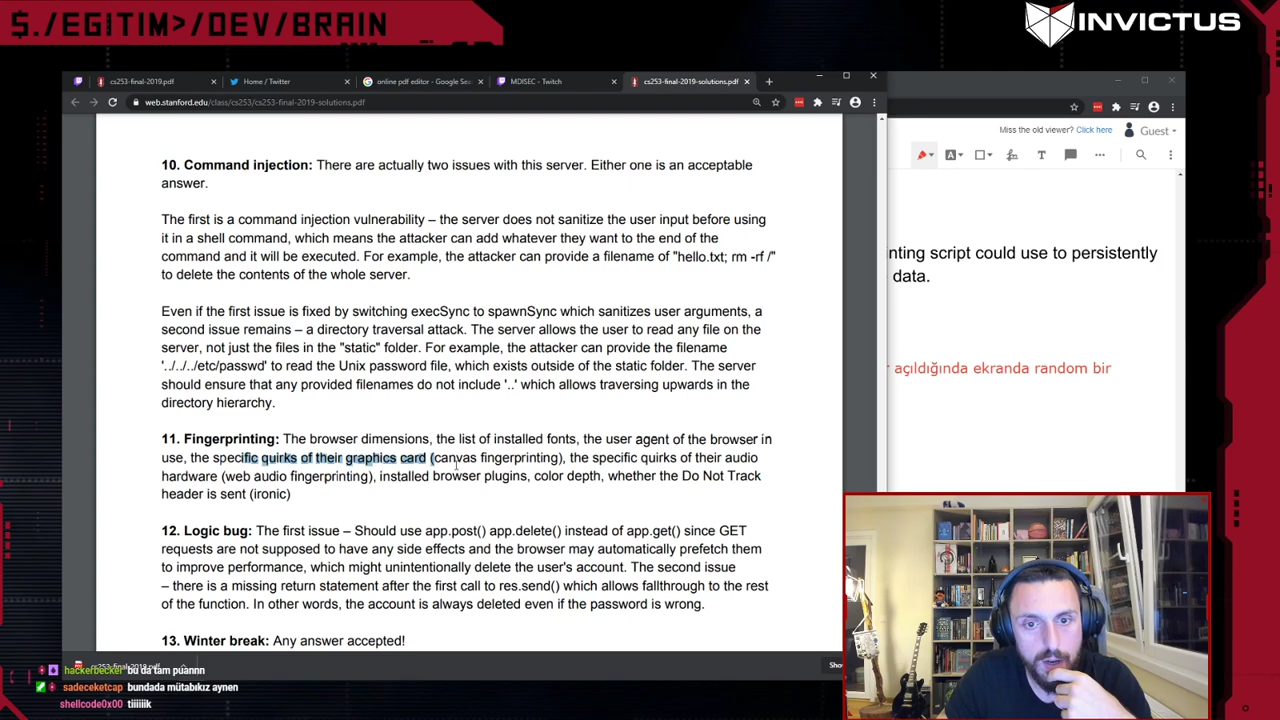 $./EGITIM>/DEV/BRAIN
INVICTUS
cs253-final-2019.pdf
Home / Twitter
online pdf editor - Google Sea
MDISEC - Twitch
cs253-final-2019-solutions.pdf
web.stanford.edu/class/cs253/cs253-final-2019-solutions.pdf
Miss the old viewer? Click here
Guest
10. Command injection: There are actually two issues with this server. Either one is an acceptable
answer.
The first is a command injection vulnerability – the server does not sanitize the user input before using
it in a shell command, which means the attacker can add whatever they want to the end of the
command and it will be executed. For example, the attacker can provide a filename of "hello.txt; rm -rf /"
to delete the contents of the whole server.
Even if the first issue is fixed by switching execSync to spawnSync which sanitizes user arguments, a
second issue remains – a directory traversal attack. The server allows the user to read any file on the
server, not just the files in the "static" folder. For example, the attacker can provide the filename
'../../../etc/passwd' to read the Unix password file, which exists outside of the static folder. The server
should ensure that any provided filenames do not include '..' which allows traversing upwards in the
directory hierarchy.
11. Fingerprinting: The browser dimensions, the list of installed fonts, the user agent of the browser in
use, the specific quirks of their graphics card (canvas fingerprinting), the specific quirks of their audio
hardware (web audio fingerprinting), installed browser plugins, color depth, whether the Do Not Track
header is sent (ironic)
12. Logic bug: The first issue – Should use app.post() app.delete() instead of app.get() since GET
requests are not supposed to have any side effects and the browser may automatically prefetch them
to improve performance, which might unintentionally delete the user's account. The second issue
– there is a missing return statement after the first call to res.send() which allows fallthrough to the rest
of the function. In other words, the account is always deleted even if the password is wrong.
13. Winter break: Any answer accepted!
nting script could use to persistently
data.
açıldığında ekranda random bir
cs253-final-2019.pdf
Sho
hackerbecker bu da tam puannn
sadeceketcap bundada mütabıkız aynen
shellcode0x00 tiiiiiik